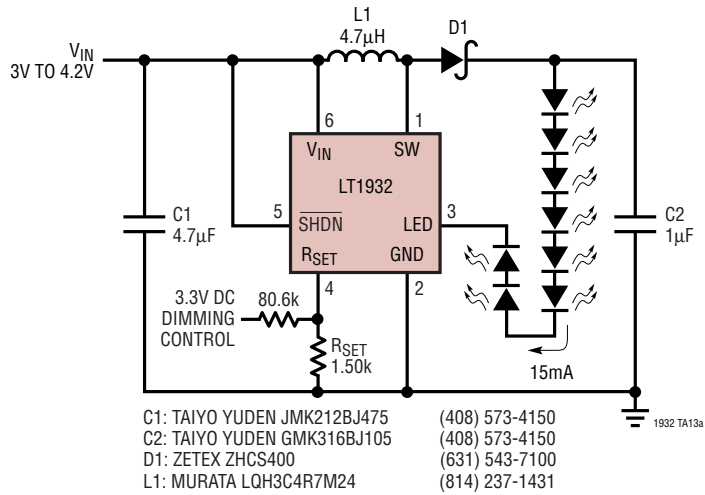 L1
4.7µH
D1
VIN
3V TO 4.2V
6
1
VIN
SW
LT1932
C1
4.7µF
5
SHDN
LED
3
C2
1µF
RSET
GND
4
2
3.3V DC
DIMMING
CONTROL
80.6k
RSET
1.50k
15mA
C1: TAIYO YUDEN JMK212BJ475 (408) 573-4150
C2: TAIYO YUDEN GMK316BJ105 (408) 573-4150
D1: ZETEX ZHCS400 (631) 543-7100
L1: MURATA LQH3C4R7M24 (814) 237-1431
1932 TA13a